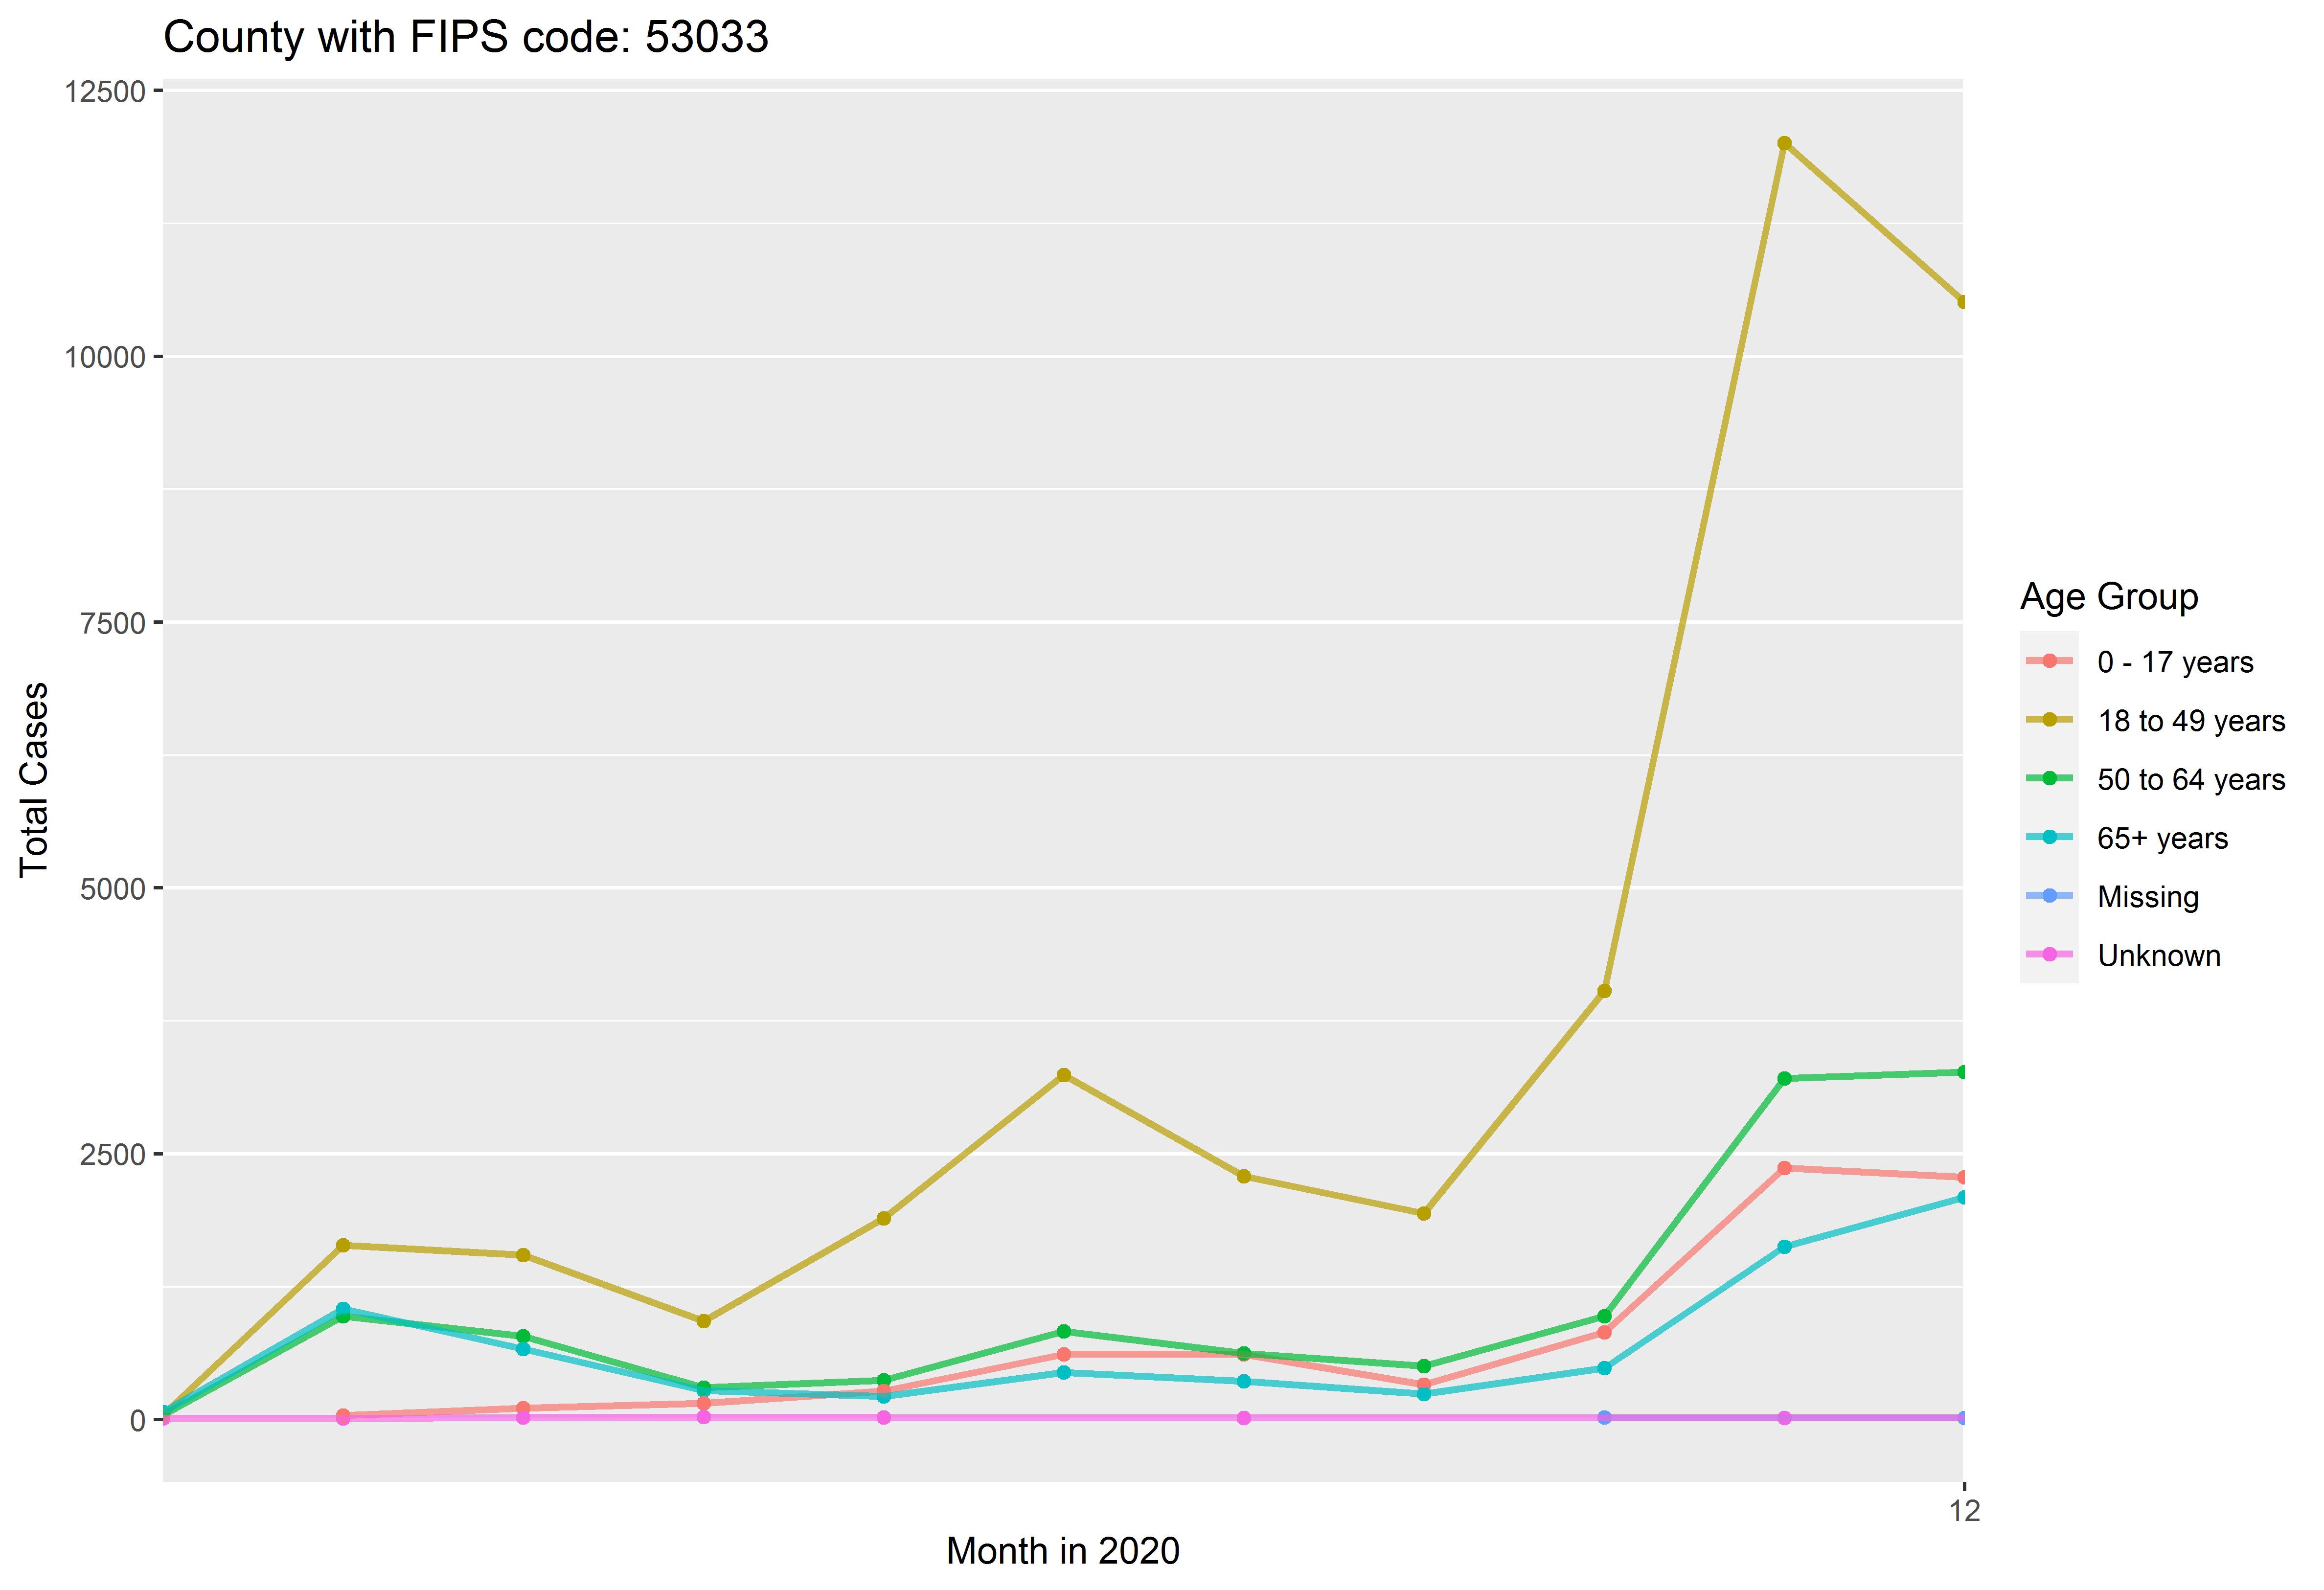 County with FIPS code: 53033
12500
10000
7500
5000
2500
0
Total Cases
12
Month in 2020
Age Group
0 - 17 years
18 to 49 years
50 to 64 years
65+ years
Missing
Unknown